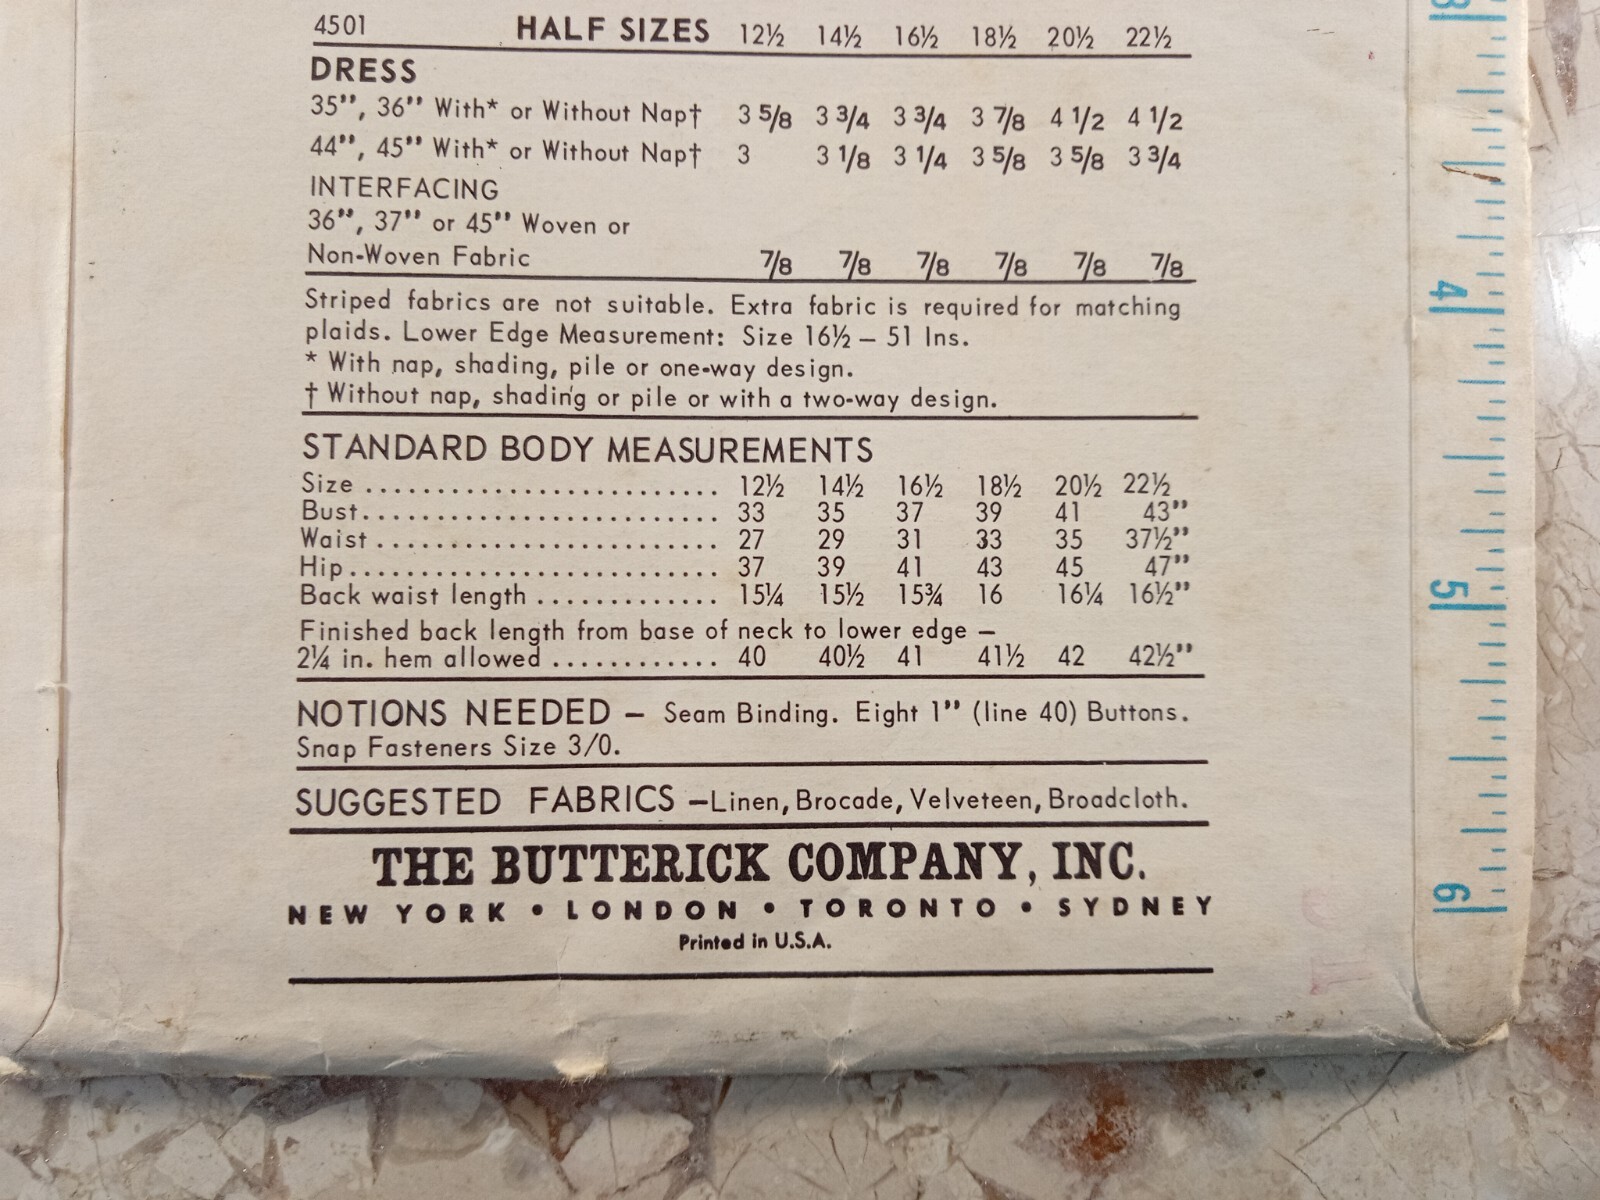 4501 HALF SIZES 12½ 14½ 16½ 18½ 20½ 22½
DRESS
35", 36" With* or Without Nap† 3 5/8 3 3/4 3 3/4 3 7/8 4 1/2 4 1/2
44", 45" With* or Without Nap† 3 3 1/8 3 1/4 3 5/8 3 5/8 3 3/4
INTERFACING
36", 37" or 45" Woven or
Non-Woven Fabric 7/8 7/8 7/8 7/8 7/8 7/8
Striped fabrics are not suitable. Extra fabric is required for matching
plaids. Lower Edge Measurement: Size 16½ – 51 Ins.
* With nap, shading, pile or one-way design.
† Without nap, shading or pile or with a two-way design.
STANDARD BODY MEASUREMENTS
Size ......................... 12½ 14½ 16½ 18½ 20½ 22½
Bust......................... 33 35 37 39 41 43"
Waist ........................ 27 29 31 33 35 37½"
Hip.......................... 37 39 41 43 45 47"
Back waist length ............. 15¼ 15½ 15¾ 16 16¼ 16½"
Finished back length from base of neck to lower edge –
2¼ in. hem allowed ............ 40 40½ 41 41½ 42 42½"
NOTIONS NEEDED – Seam Binding. Eight 1" (line 40) Buttons.
Snap Fasteners Size 3/0.
SUGGESTED FABRICS –Linen, Brocade, Velveteen, Broadcloth.
THE BUTTERICK COMPANY, INC.
NEW YORK • LONDON • TORONTO • SYDNEY
Printed in U.S.A.
3
4
5
6